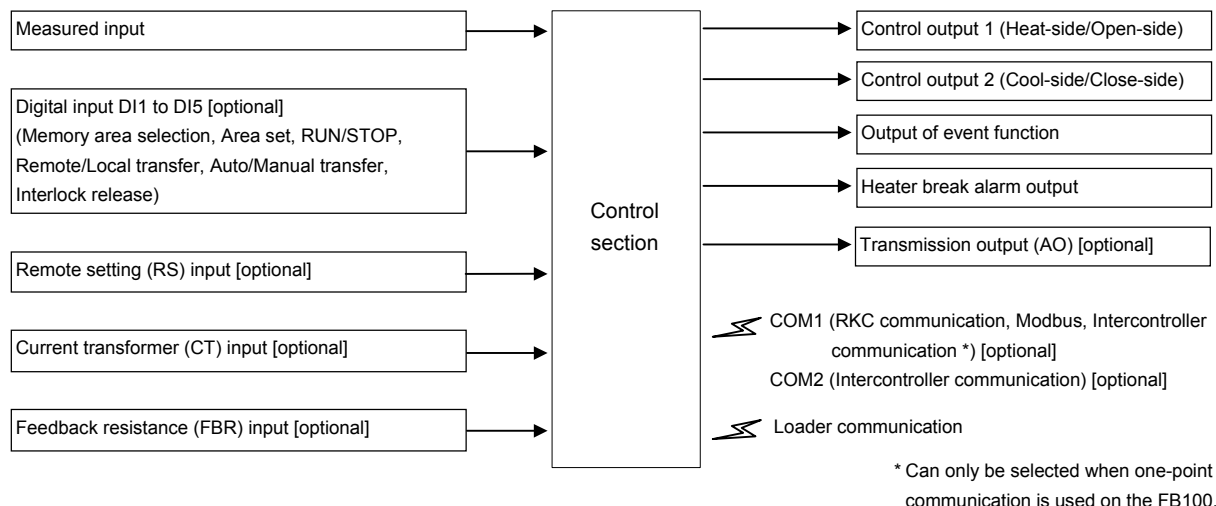 Measured input
Digital input DI1 to DI5 [optional]
(Memory area selection, Area set, RUN/STOP,
Remote/Local transfer, Auto/Manual transfer,
Interlock release)
Remote setting (RS) input [optional]
Current transformer (CT) input [optional]
Feedback resistance (FBR) input [optional]
Control
section
Control output 1 (Heat-side/Open-side)
Control output 2 (Cool-side/Close-side)
Output of event function
Heater break alarm output
Transmission output (AO) [optional]
COM1 (RKC communication, Modbus, Intercontroller
communication *) [optional]
COM2 (Intercontroller communication) [optional]
Loader communication
* Can only be selected when one-point
communication is used on the FB100.